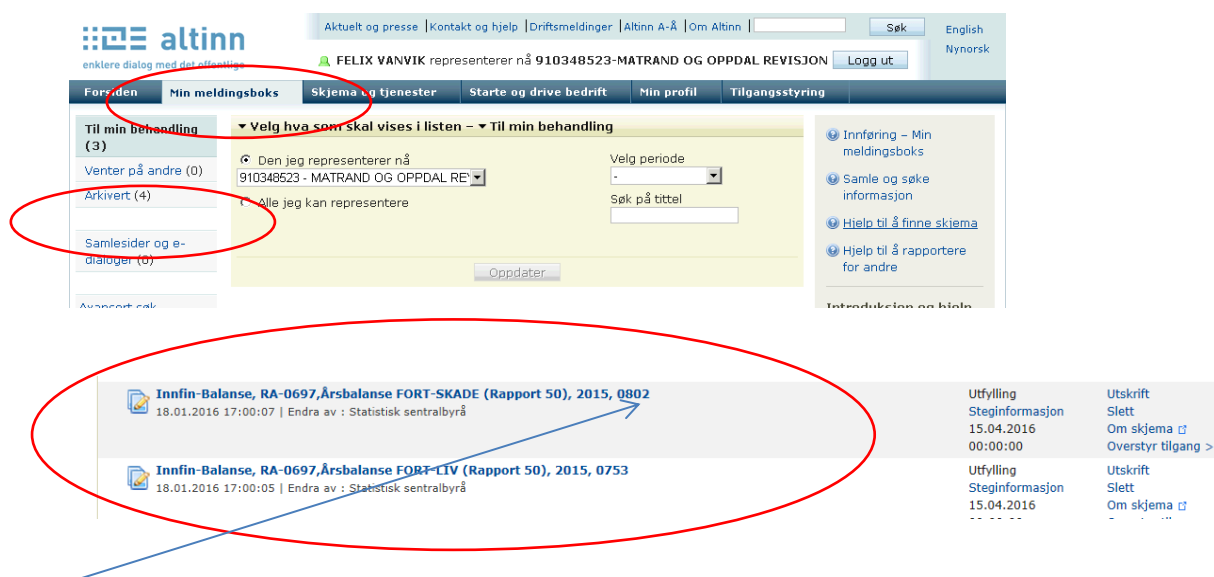 Aktuelt og presse |Kontakt og hjelp |Driftsmeldinger |Altinn A-Å |Om Altinn | Søk English
altinn
enklere dialog med det offentlige
FELIX VANVIK representerer nå 910348523-MATRAND OG OPPDAL REVISJON Logg ut Nynorsk
Forsiden Min meldingsboks Skjema og tjenester Starte og drive bedrift Min profil Tilgangsstyring
Til min behandling (3)
Venter på andre (0)
Arkivert (4)
Samlesider og e-
dialoger (0)
Avansert søk
Velg hva som skal vises i listen – Til min behandling
Den jeg representerer nå
910348523 - MATRAND OG OPPDAL REV
Alle jeg kan representere
Velg periode
-
Søk på tittel
Oppdater
Innføring – Min
meldingsboks
Samle og søke
informasjon
Hjelp til å finne skjema
Hjelp til å rapportere
for andre
Introduksjon og hjelp
Innfin-Balanse, RA-0697,Årsbalanse FORT-SKADE (Rapport 50), 2015, 0802
18.01.2016 17:00:07 | Endra av : Statistisk sentralbyrå
Utfylling
Steginformasjon
15.04.2016
00:00:00
Utskrift
Slett
Om skjema
Overstyr tilgang >
Innfin-Balanse, RA-0697,Årsbalanse FORT-LIV (Rapport 50), 2015, 0753
18.01.2016 17:00:05 | Endra av : Statistisk sentralbyrå
Utfylling
Steginformasjon
15.04.2016
Utskrift
Slett
Om skjema